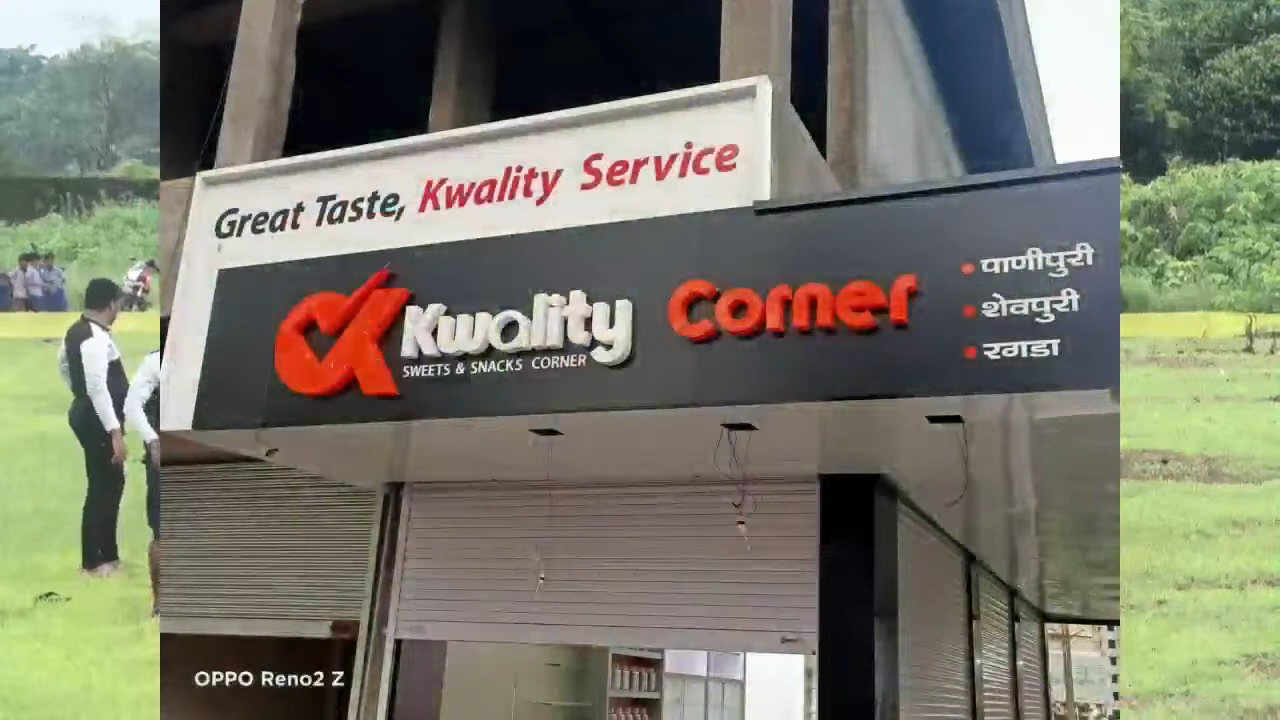 Great Taste, Kwality Service
Kwality Corner
SWEETS & SNACKS CORNER
पाणीपुरी
शेवपुरी
रगडा
OPPO Reno2 Z